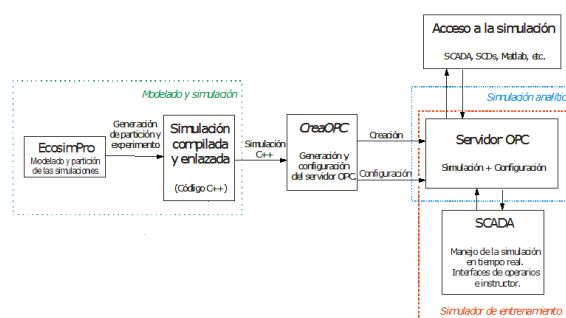 Acceso a la simulación
SCADA, SCDs, Matlab, etc.
Modelado y simulación
Simulación analític
EcosimPro
Modelado y partición
de las simulaciones.
Generación
de partición y
experimento
Simulación
compilada
y enlazada
(Código C++)
Simulación
C++
CreaOPC
Generación y
configuración
del servidor OPC.
Creación
Configuración
Servidor OPC
Simulación + Configuración
SCADA
Manejo de la simulación
en tiempo real.
Interfaces de operarios
e instructor.
Simulador de entrenamiento